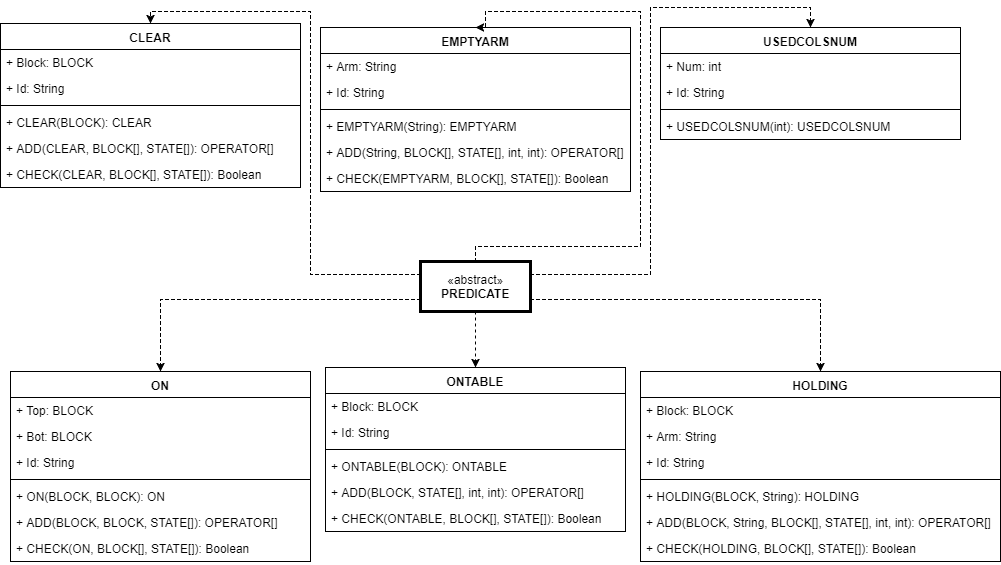 CLEAR
+ Block: BLOCK
+ Id: String
+ CLEAR(BLOCK): CLEAR
+ ADD(CLEAR, BLOCK[], STATE[]): OPERATOR[]
+ CHECK(CLEAR, BLOCK[], STATE[]): Boolean
EMPTYARM
+ Arm: String
+ Id: String
+ EMPTYARM(String): EMPTYARM
+ ADD(String, BLOCK[], STATE[], int, int): OPERATOR[]
+ CHECK(EMPTYARM, BLOCK[], STATE[]): Boolean
USEDCOLSNUM
+ Num: int
+ Id: String
+ USEDCOLSNUM(int): USEDCOLSNUM
«abstract»
PREDICATE
ON
+ Top: BLOCK
+ Bot: BLOCK
+ Id: String
+ ON(BLOCK, BLOCK): ON
+ ADD(BLOCK, BLOCK, STATE[]): OPERATOR[]
+ CHECK(ON, BLOCK[], STATE[]): Boolean
ONTABLE
+ Block: BLOCK
+ Id: String
+ ONTABLE(BLOCK): ONTABLE
+ ADD(BLOCK, STATE[], int, int): OPERATOR[]
+ CHECK(ONTABLE, BLOCK[], STATE[]): Boolean
HOLDING
+ Block: BLOCK
+ Arm: String
+ Id: String
+ HOLDING(BLOCK, String): HOLDING
+ ADD(BLOCK, String, BLOCK[], STATE[], int, int): OPERATOR[]
+ CHECK(HOLDING, BLOCK[], STATE[]): Boolean